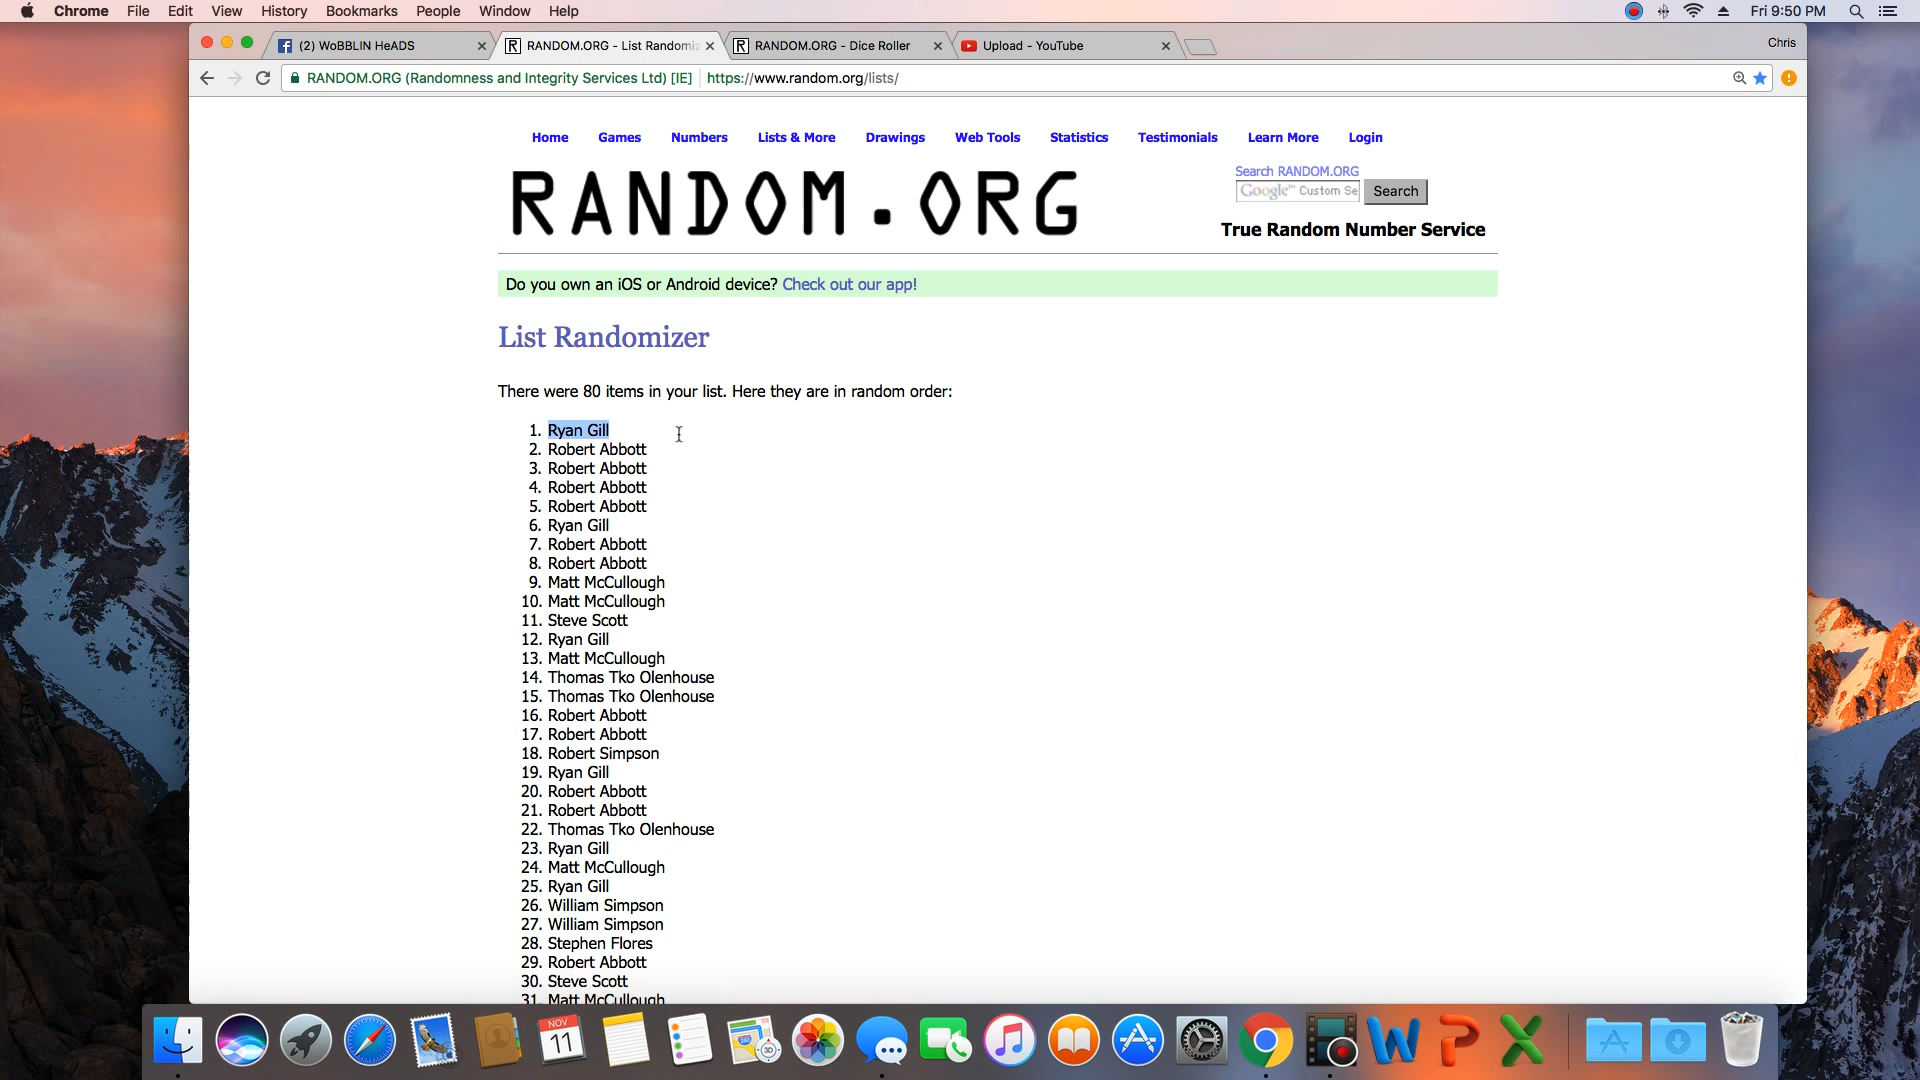 Chrome File Edit View History Bookmarks People Window Help
Fri 9:50 PM
(2) WoBBLIN HeADS
RANDOM.ORG - List Randomiz
RANDOM.ORG - Dice Roller
Upload - YouTube
Chris
RANDOM.ORG (Randomness and Integrity Services Ltd) [IE] https://www.random.org/lists/
Home Games Numbers Lists & More Drawings Web Tools Statistics Testimonials Learn More Login
RANDOM.ORG
Search RANDOM.ORG
Google™ Custom Se Search
True Random Number Service
Do you own an iOS or Android device? Check out our app!
List Randomizer
There were 80 items in your list. Here they are in random order:
1. Ryan Gill
2. Robert Abbott
3. Robert Abbott
4. Robert Abbott
5. Robert Abbott
6. Ryan Gill
7. Robert Abbott
8. Robert Abbott
9. Matt McCullough
10. Matt McCullough
11. Steve Scott
12. Ryan Gill
13. Matt McCullough
14. Thomas Tko Olenhouse
15. Thomas Tko Olenhouse
16. Robert Abbott
17. Robert Abbott
18. Robert Simpson
19. Ryan Gill
20. Robert Abbott
21. Robert Abbott
22. Thomas Tko Olenhouse
23. Ryan Gill
24. Matt McCullough
25. Ryan Gill
26. William Simpson
27. William Simpson
28. Stephen Flores
29. Robert Abbott
30. Steve Scott
31. Matt McCullough
NOV
11
3D